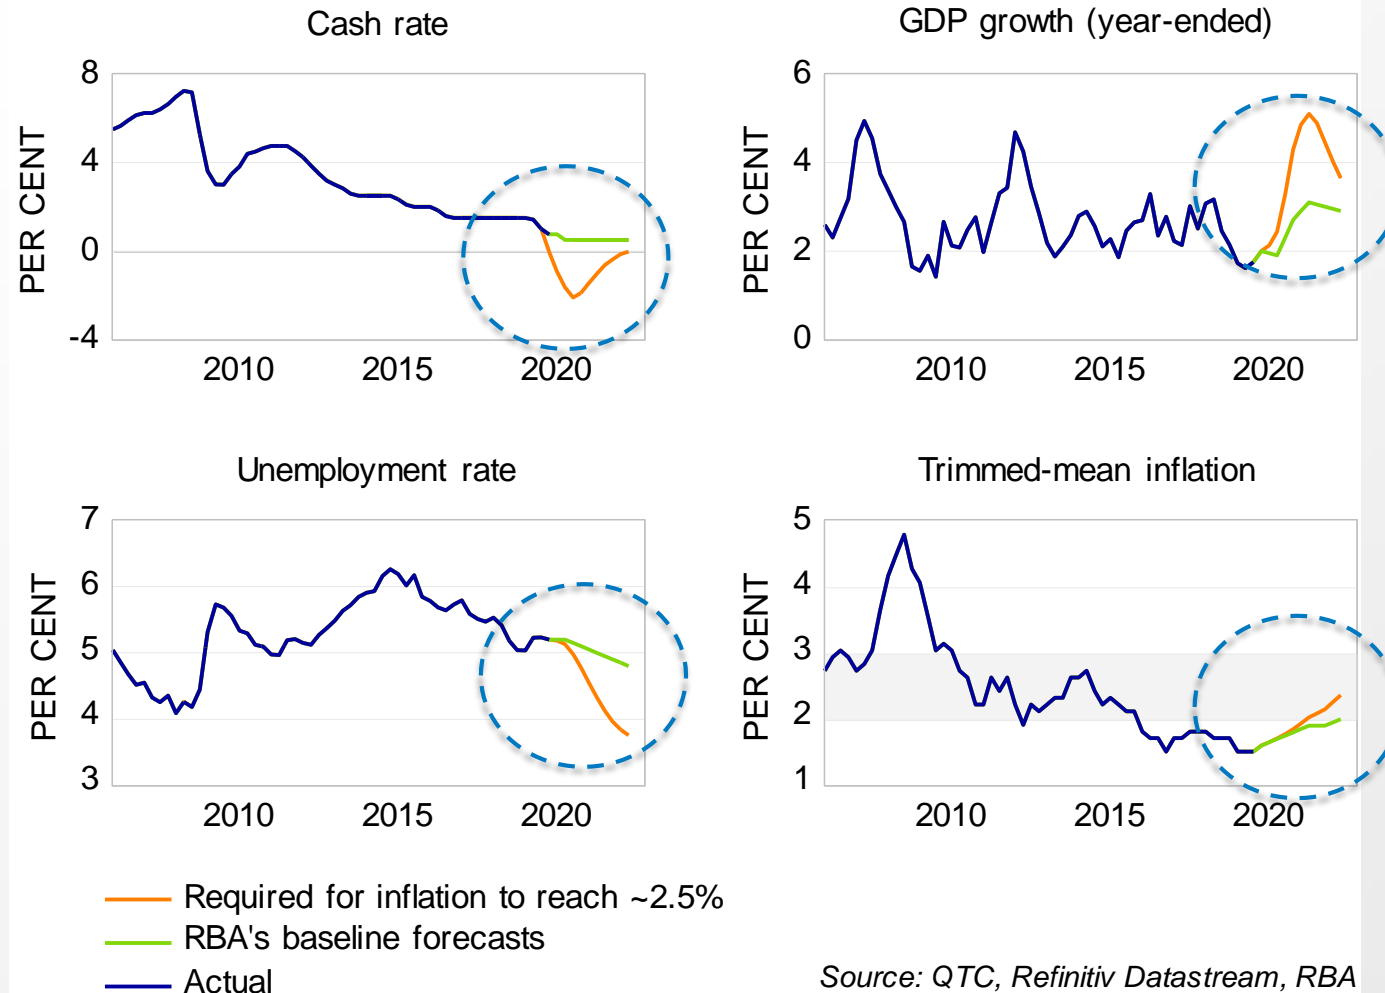 Cash rate
GDP growth (year-ended)
PER CENT
8
4
0
-4
2010 2015 2020
PER CENT
6
4
2
0
2010 2015 2020
Unemployment rate
Trimmed-mean inflation
PER CENT
7
6
5
4
3
2010 2015 2020
PER CENT
5
4
3
2
1
2010 2015 2020
Required for inflation to reach ~2.5%
RBA's baseline forecasts
Actual
Source: QTC, Refinitiv Datastream, RBA